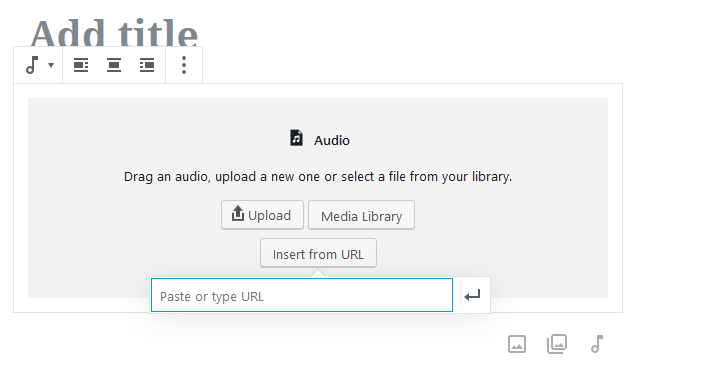 Add title
Audio
Drag an audio, upload a new one or select a file from your library.
Upload Media Library
Insert from URL
Paste or type URL